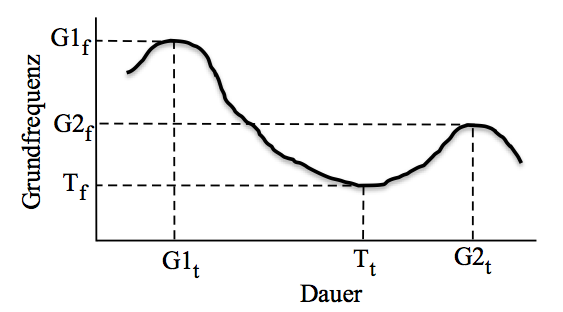 G1f
G2f
Tf
Grundfrequenz
G1t
Tt
G2t
Dauer